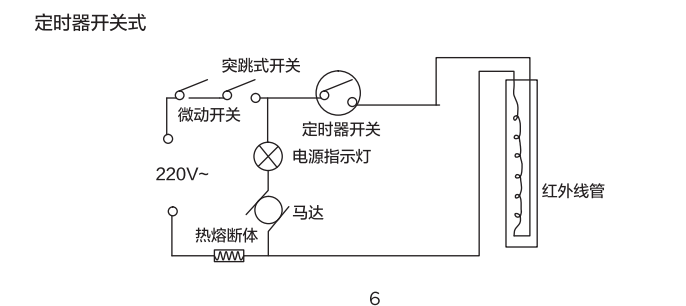 定时器开关式
突跳式开关
微动开关
定时器开关
电源指示灯
220V~
红外线管
马达
热熔断体
6